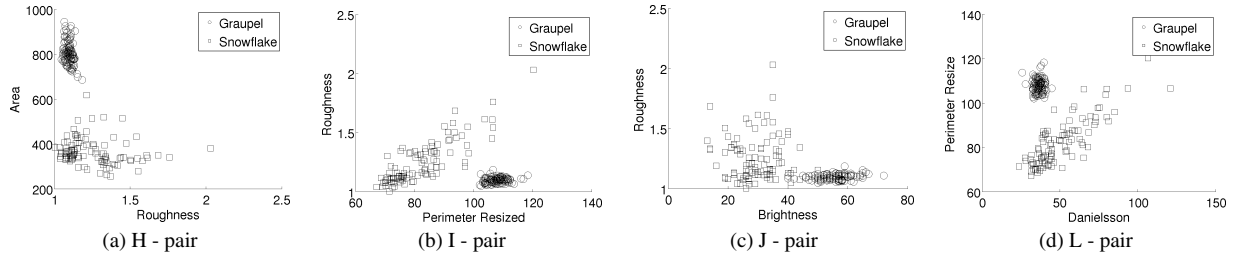 Area
1000
800
600
400
200
1
1.5
2
2.5
Roughness
Graupel
Snowflake
(a) H - pair
Roughness
2.5
2
1.5
1
60
80
100
120
140
Perimeter Resized
Graupel
Snowflake
(b) I - pair
Roughness
2.5
2
1.5
1
0
20
40
60
80
Brightness
Graupel
Snowflake
(c) J - pair
Perimeter Resize
140
120
100
80
60
0
50
100
150
Danielsson
Graupel
Snowflake
(d) L - pair